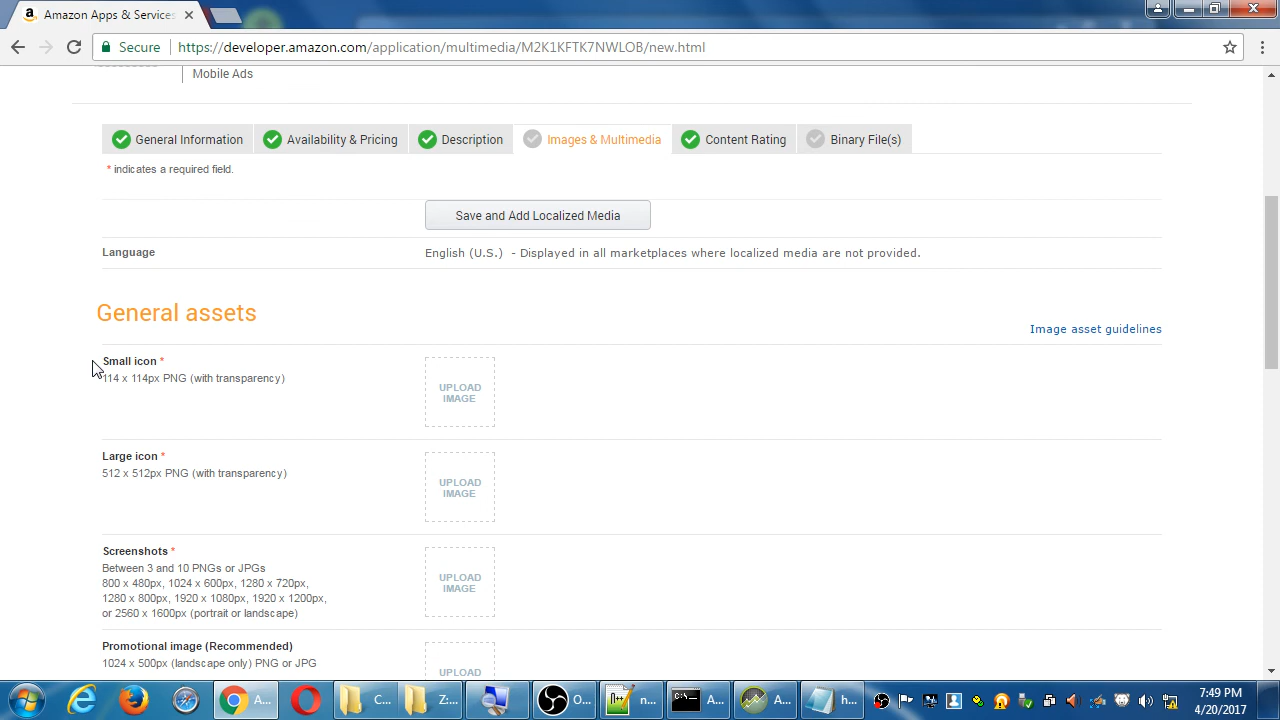 Amazon Apps & Services
Secure
https://developer.amazon.com/application/multimedia/M2K1KFTK7NWLOB/new.html
Mobile Ads
General Information
Availability & Pricing
Description
Images & Multimedia
Content Rating
Binary File(s)
* indicates a required field.
Save and Add Localized Media
Language
English (U.S.) - Displayed in all marketplaces where localized media are not provided.
General assets
Image asset guidelines
Small icon *
114 x 114px PNG (with transparency)
UPLOAD
IMAGE
Large icon *
512 x 512px PNG (with transparency)
UPLOAD
IMAGE
Screenshots *
Between 3 and 10 PNGs or JPGs
800 x 480px, 1024 x 600px, 1280 x 720px,
1280 x 800px, 1920 x 1080px, 1920 x 1200px,
or 2560 x 1600px (portrait or landscape)
UPLOAD
IMAGE
Promotional image (Recommended)
1024 x 500px (landscape only) PNG or JPG
UPLOAD
A...
C...
Z:...
O...
n...
A...
A...
h...
7:49 PM
4/20/2017